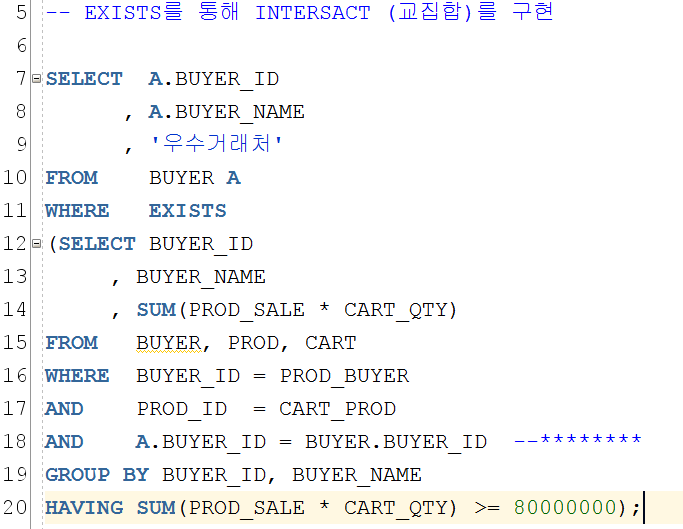 5 -- EXISTS를 통해 INTERSACT (교집합)를 구현
6
7 SELECT A.BUYER_ID
8 , A.BUYER_NAME
9 , '우수거래처'
10 FROM BUYER A
11 WHERE EXISTS
12 (SELECT BUYER_ID
13 , BUYER_NAME
14 , SUM(PROD_SALE * CART_QTY)
15 FROM BUYER, PROD, CART
16 WHERE BUYER_ID = PROD_BUYER
17 AND PROD_ID = CART_PROD
18 AND A.BUYER_ID = BUYER.BUYER_ID --********
19 GROUP BY BUYER_ID, BUYER_NAME
20 HAVING SUM(PROD_SALE * CART_QTY) >= 80000000);